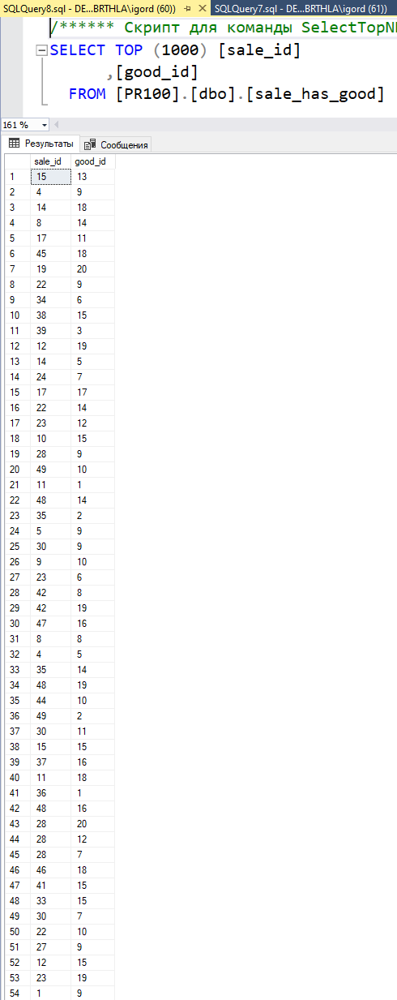 SQLQuery8.sql - DE...BRTHLA\igord (60)) SQLQuery7.sql - DE...BRTHLA\igord (61))
/****** Скрипт для команды SelectTopN
SELECT TOP (1000) [sale_id]
,[good_id]
FROM [PR100].[dbo].[sale_has_good]
161 %
Результаты Сообщения
sale_id good_id
1 15 13
2 4 9
3 14 18
4 8 14
5 17 11
6 45 18
7 19 20
8 22 9
9 34 6
10 38 15
11 39 3
12 12 19
13 14 5
14 24 7
15 17 17
16 22 14
17 23 12
18 10 15
19 28 9
20 49 10
21 11 1
22 48 14
23 35 2
24 5 9
25 30 9
26 9 10
27 23 6
28 42 8
29 42 19
30 47 16
31 8 8
32 4 5
33 35 14
34 48 19
35 44 10
36 49 2
37 30 11
38 15 15
39 37 16
40 11 18
41 36 1
42 48 16
43 28 20
44 28 12
45 28 7
46 46 18
47 41 15
48 33 15
49 30 7
50 22 10
51 27 9
52 12 15
53 23 19
54 1 9